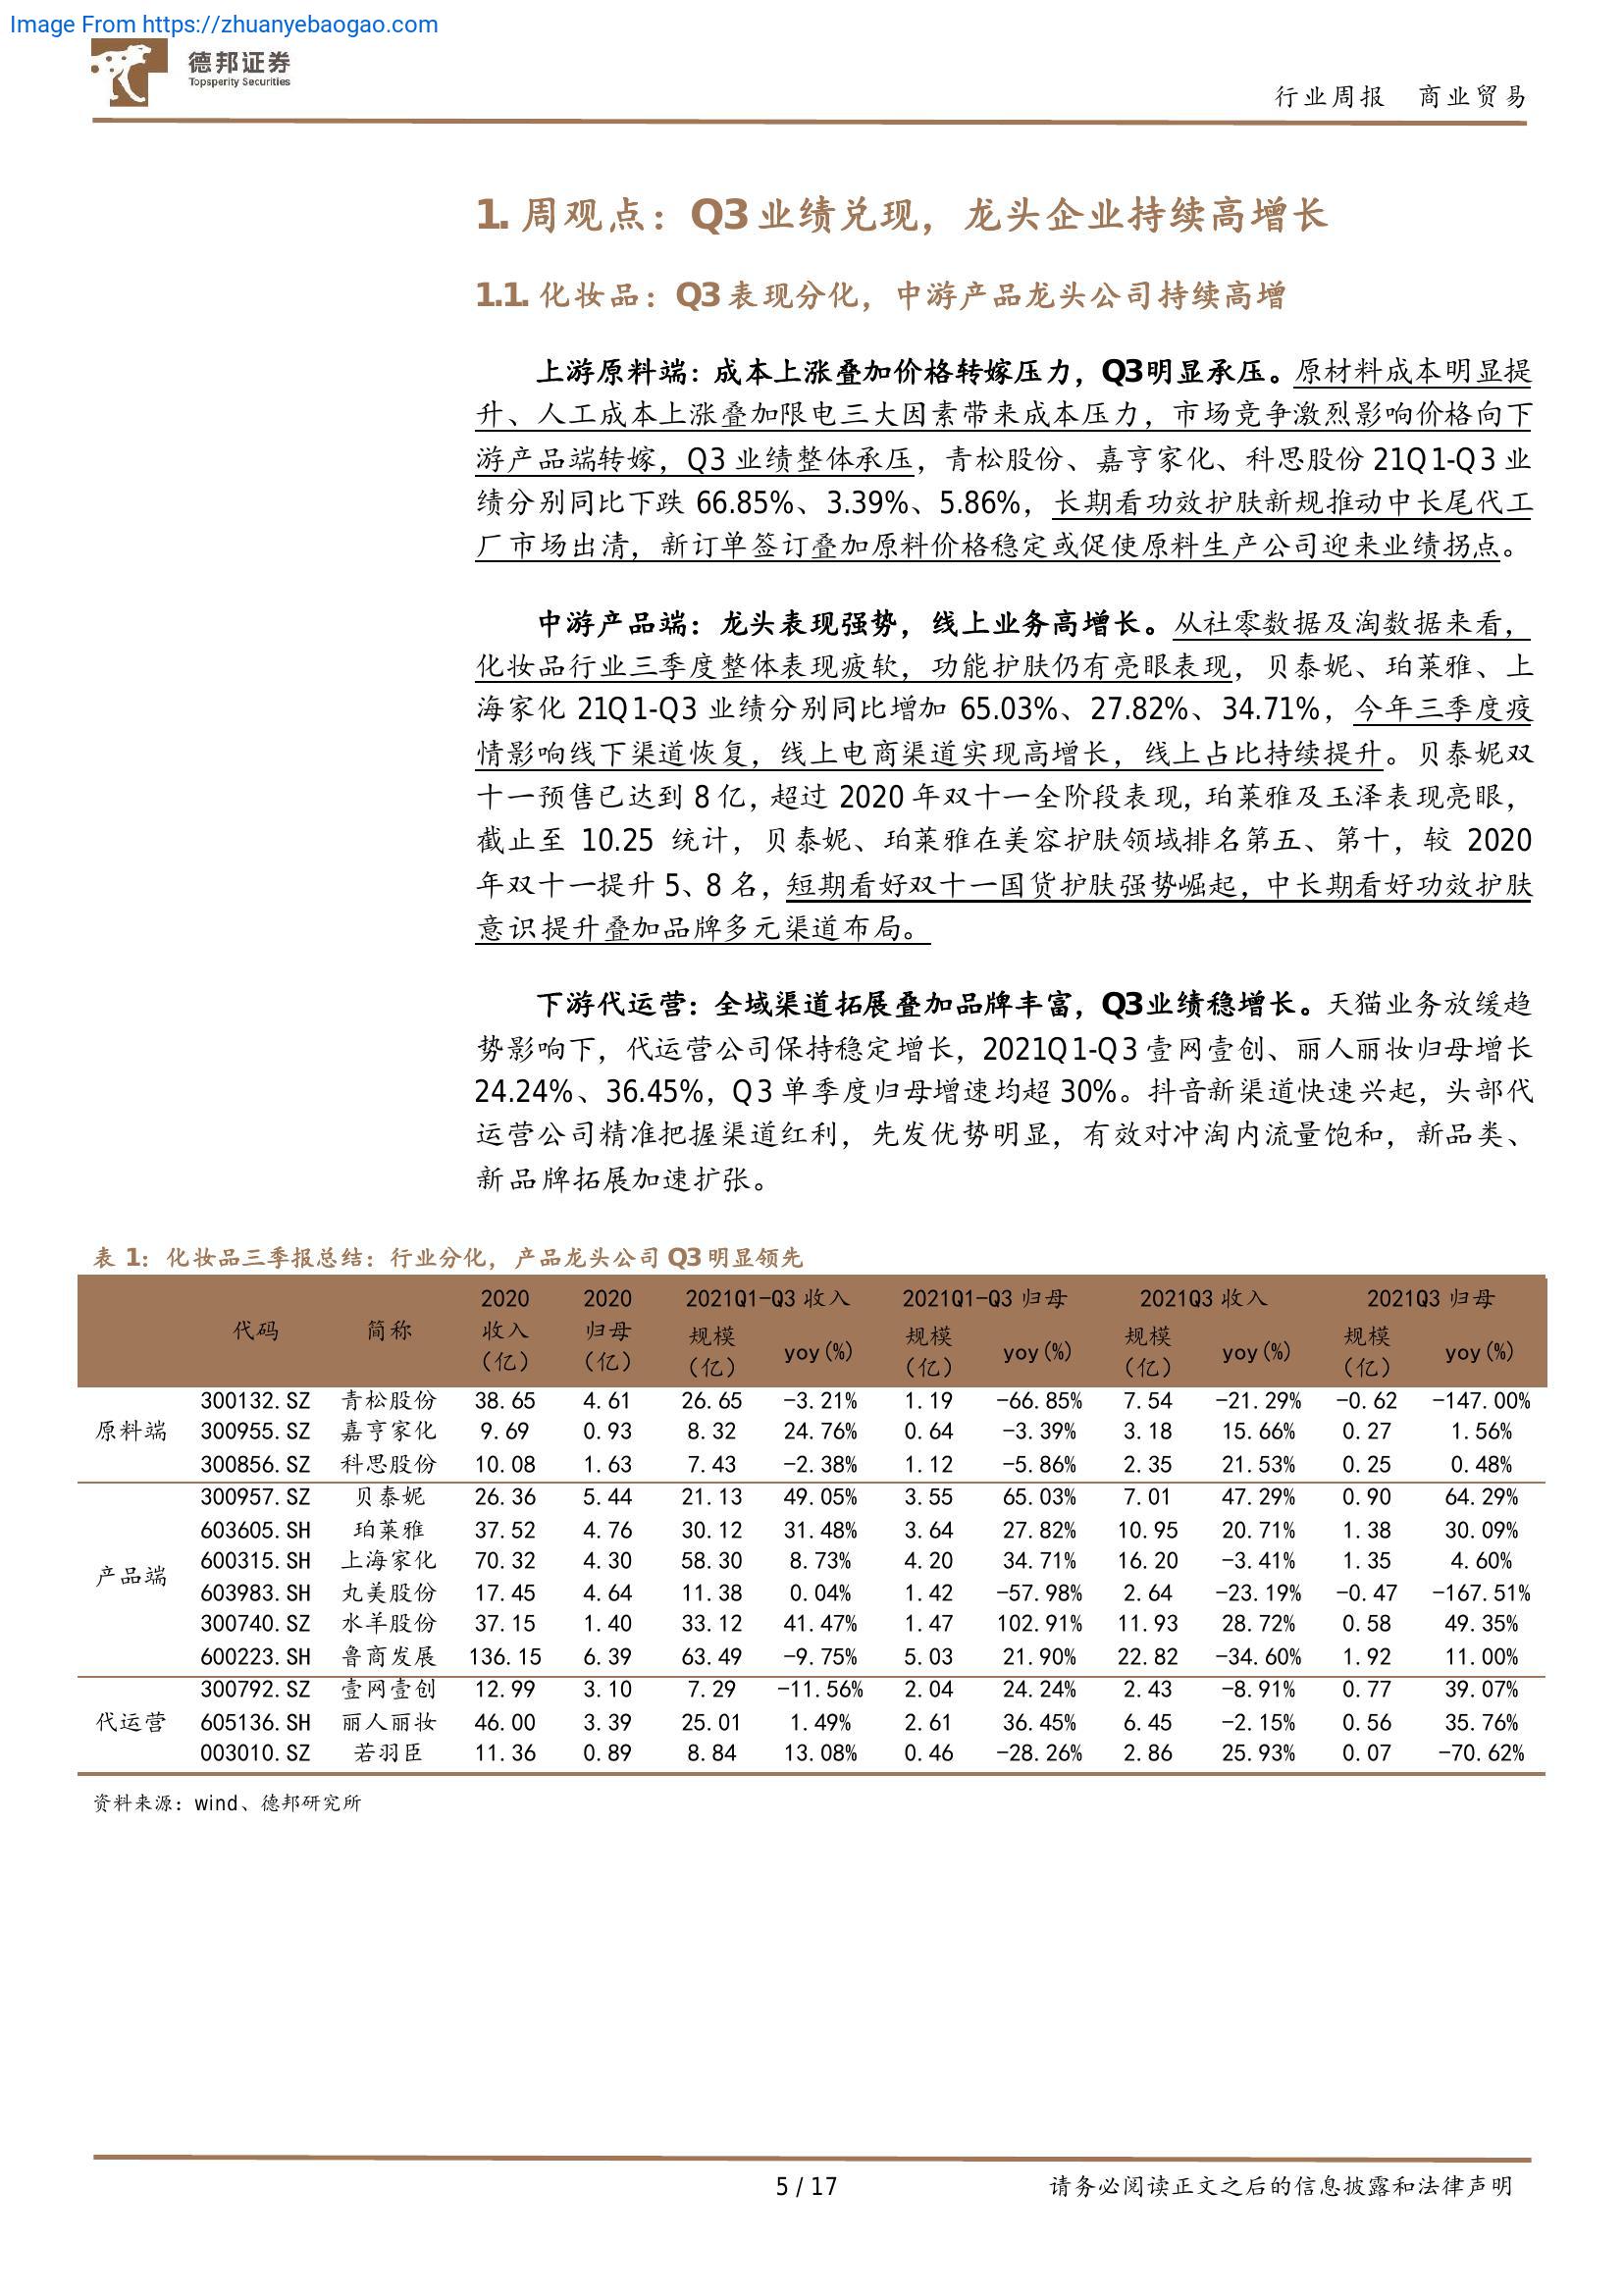 Image From https://zhuanyebaogao.com
德邦证券
Topsperity Securities
行业周报 商业贸易
1. 周观点：Q3 业绩兑现，龙头企业持续高增长
1.1. 化妆品：Q3 表现分化，中游产品龙头公司持续高增
上游原料端：成本上涨叠加价格转嫁压力，Q3明显承压。原材料成本明显提
升、人工成本上涨叠加限电三大因素带来成本压力，市场竞争激烈影响价格向下
游产品端转嫁，Q3 业绩整体承压，青松股份、嘉亨家化、科思股份 21Q1-Q3 业
绩分别同比下跌 66.85%、3.39%、5.86%，长期看功效护肤新规推动中长尾代工
厂市场出清，新订单签订叠加原料价格稳定或促使原料生产公司迎来业绩拐点。
中游产品端：龙头表现强势，线上业务高增长。从社零数据及淘数据来看，
化妆品行业三季度整体表现疲软，功能护肤仍有亮眼表现，贝泰妮、珀莱雅、上
海家化 21Q1-Q3 业绩分别同比增加 65.03%、27.82%、34.71%，今年三季度疫
情影响线下渠道恢复，线上电商渠道实现高增长，线上占比持续提升。贝泰妮双
十一预售已达到 8 亿，超过 2020 年双十一全阶段表现，珀莱雅及玉泽表现亮眼，
截止至 10.25 统计，贝泰妮、珀莱雅在美容护肤领域排名第五、第十，较 2020
年双十一提升 5、8 名，短期看好双十一国货护肤强势崛起，中长期看好功效护肤
意识提升叠加品牌多元渠道布局。
下游代运营：全域渠道拓展叠加品牌丰富，Q3业绩稳增长。天猫业务放缓趋
势影响下，代运营公司保持稳定增长，2021Q1-Q3 壹网壹创、丽人丽妆归母增长
24.24%、36.45%，Q3 单季度归母增速均超 30%。抖音新渠道快速兴起，头部代
运营公司精准把握渠道红利，先发优势明显，有效对冲淘内流量饱和，新品类、
新品牌拓展加速扩张。
表 1：化妆品三季报总结：行业分化，产品龙头公司 Q3 明显领先
2020 2020 2021Q1-Q3 收入 2021Q1-Q3 归母 2021Q3 收入 2021Q3 归母
代码 简称 收入 归母 规模 yoy(%) 规模 yoy(%) 规模 yoy(%) 规模 yoy(%)
（亿） （亿） （亿） （亿） （亿） （亿）
300132.SZ 青松股份 38.65 4.61 26.65 -3.21% 1.19 -66.85% 7.54 -21.29% -0.62 -147.00%
原料端 300955.SZ 嘉亨家化 9.69 0.93 8.32 24.76% 0.64 -3.39% 3.18 15.66% 0.27 1.56%
300856.SZ 科思股份 10.08 1.63 7.43 -2.38% 1.12 -5.86% 2.35 21.53% 0.25 0.48%
300957.SZ 贝泰妮 26.36 5.44 21.13 49.05% 3.55 65.03% 7.01 47.29% 0.90 64.29%
603605.SH 珀莱雅 37.52 4.76 30.12 31.48% 3.64 27.82% 10.95 20.71% 1.38 30.09%
产品端 600315.SH 上海家化 70.32 4.30 58.30 8.73% 4.20 34.71% 16.20 -3.41% 1.35 4.60%
603983.SH 丸美股份 17.45 4.64 11.38 0.04% 1.42 -57.98% 2.64 -23.19% -0.47 -167.51%
300740.SZ 水羊股份 37.15 1.40 33.12 41.47% 1.47 102.91% 11.93 28.72% 0.58 49.35%
600223.SH 鲁商发展 136.15 6.39 63.49 -9.75% 5.03 21.90% 22.82 -34.60% 1.92 11.00%
300792.SZ 壹网壹创 12.99 3.10 7.29 -11.56% 2.04 24.24% 2.43 -8.91% 0.77 39.07%
代运营 605136.SH 丽人丽妆 46.00 3.39 25.01 1.49% 2.61 36.45% 6.45 -2.15% 0.56 35.76%
003010.SZ 若羽臣 11.36 0.89 8.84 13.08% 0.46 -28.26% 2.86 25.93% 0.07 -70.62%
资料来源：wind、德邦研究所
5 / 17
请务必阅读正文之后的信息披露和法律声明